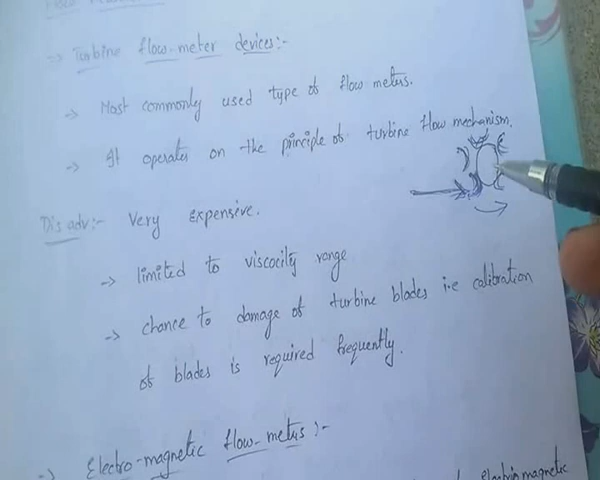 -> Turbine flow-meter devices:-
-> Most commonly used type of flow meters.
-> It operates on the principle of turbine flow mechanism.
Dis adv:- Very expensive.
-> limited to viscocity range
-> chance to damage of turbine blades i.e calibration
of blades is required frequently.
-> Electro-magnetic flow-meters :-
electromagnetic